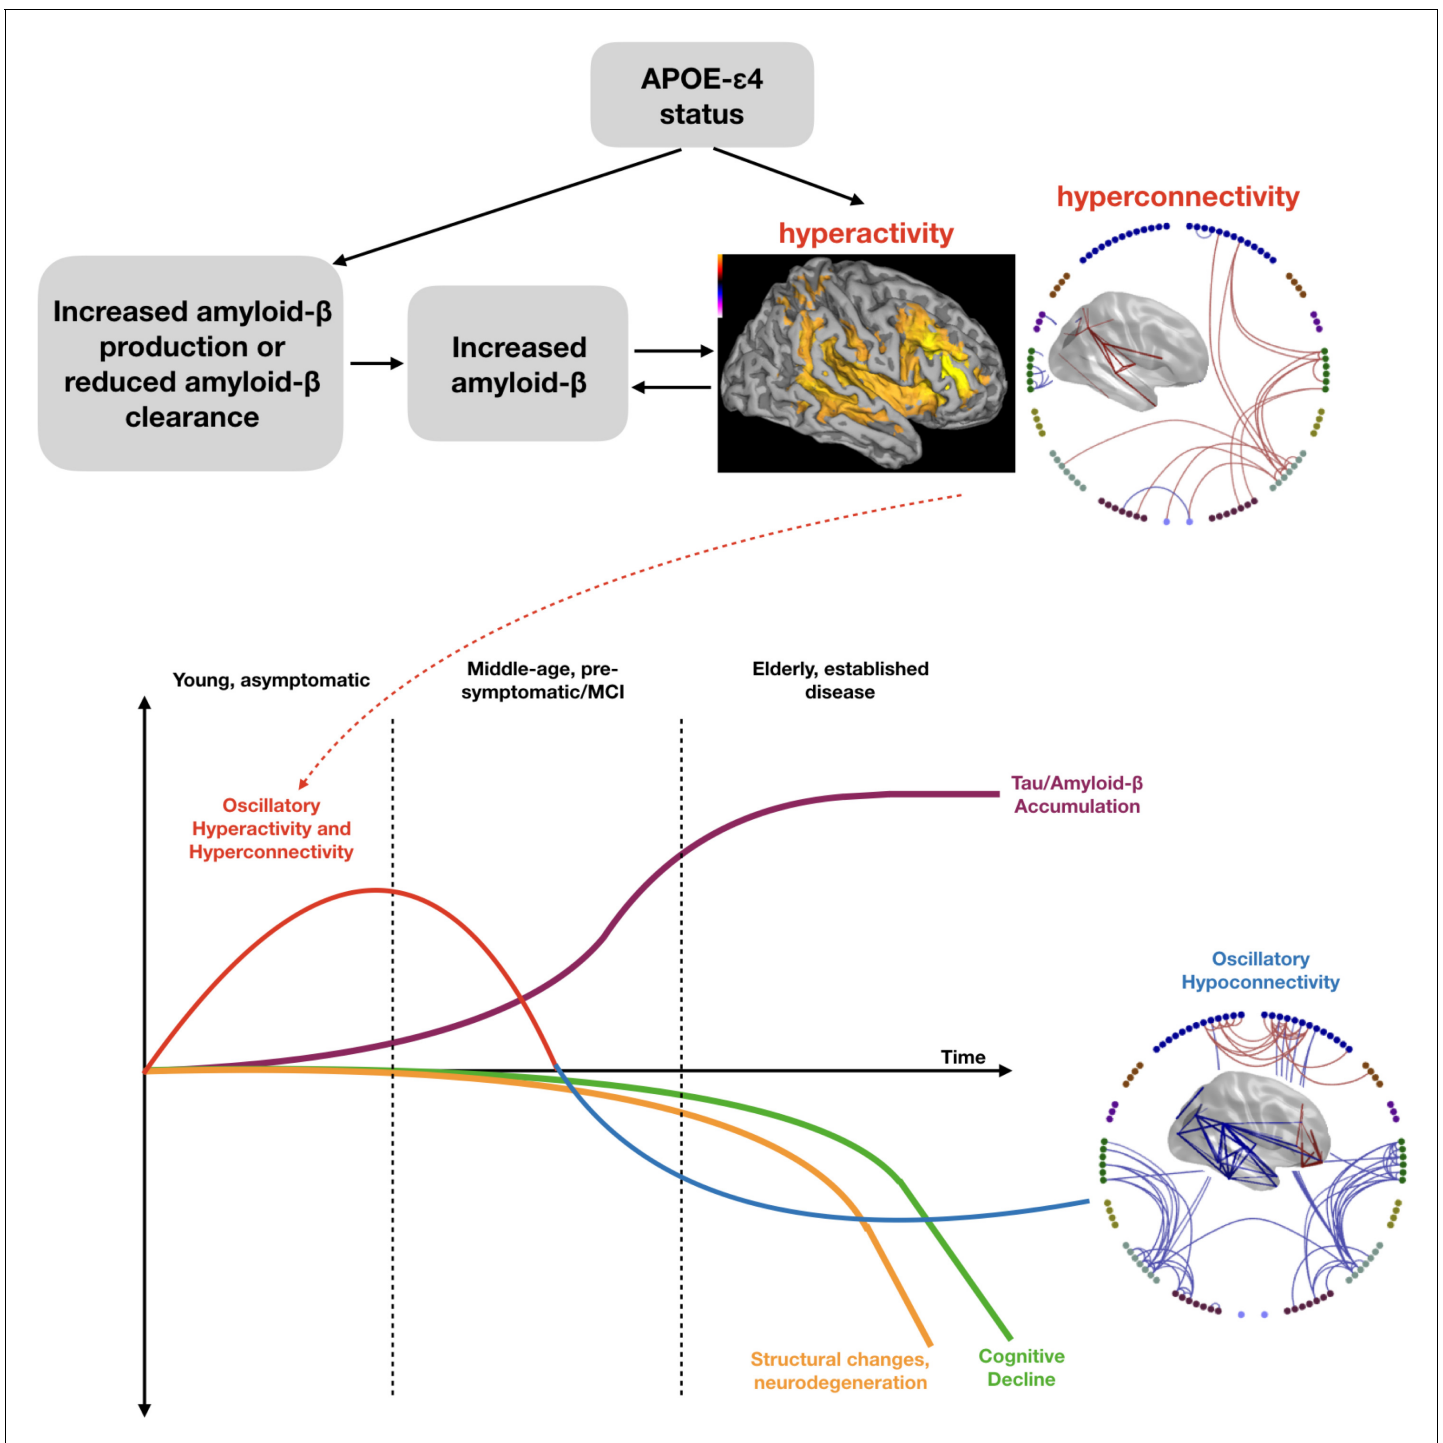 APOE-ε4
status
hyperconnectivity
hyperactivity
Increased amyloid-β
production or
reduced amyloid-β
clearance
Increased
amyloid-β
Young, asymptomatic
Middle-age, pre-
symptomatic/MCI
Elderly, established
disease
Oscillatory
Hyperactivity and
Hyperconnectivity
Tau/Amyloid-β
Accumulation
Oscillatory
Hypoconnectivity
Time
Structural changes,
neurodegeneration
Cognitive
Decline